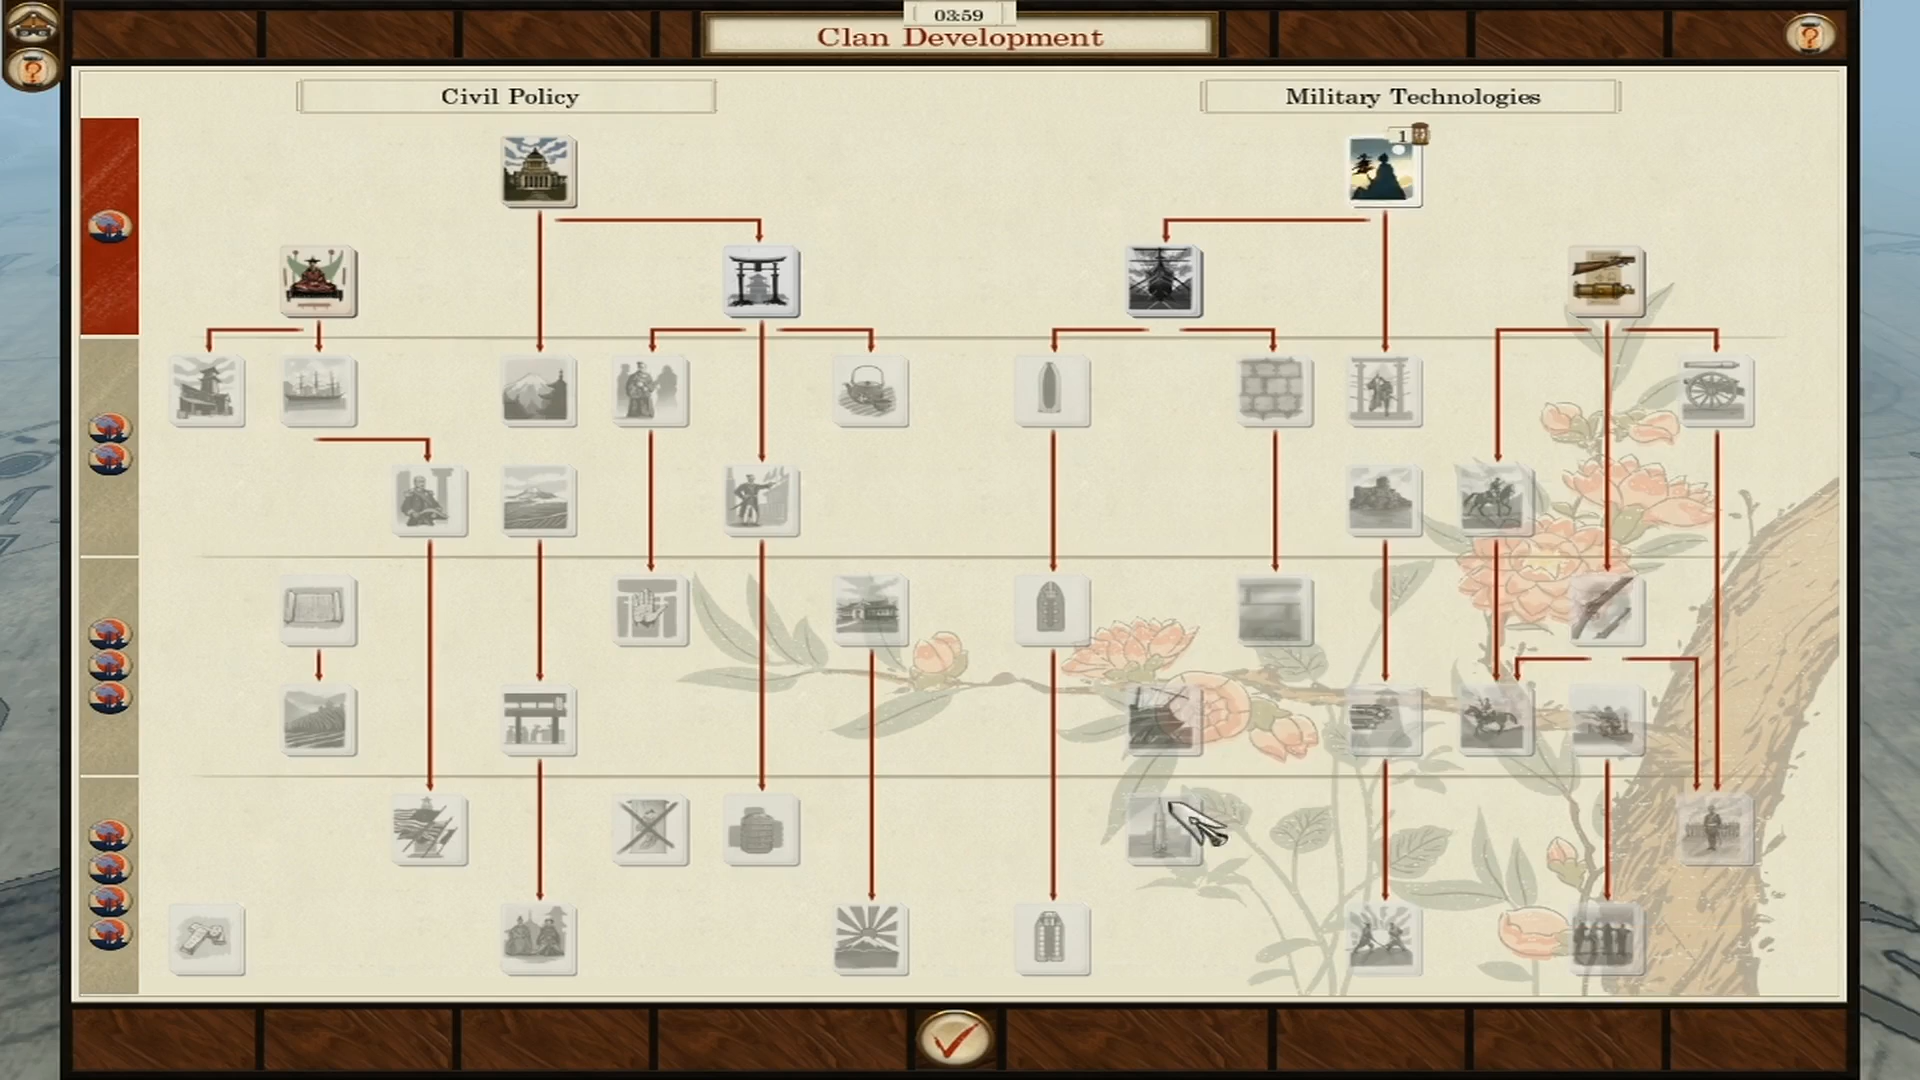 03:59
Clan Development
Civil Policy
Military Technologies
1